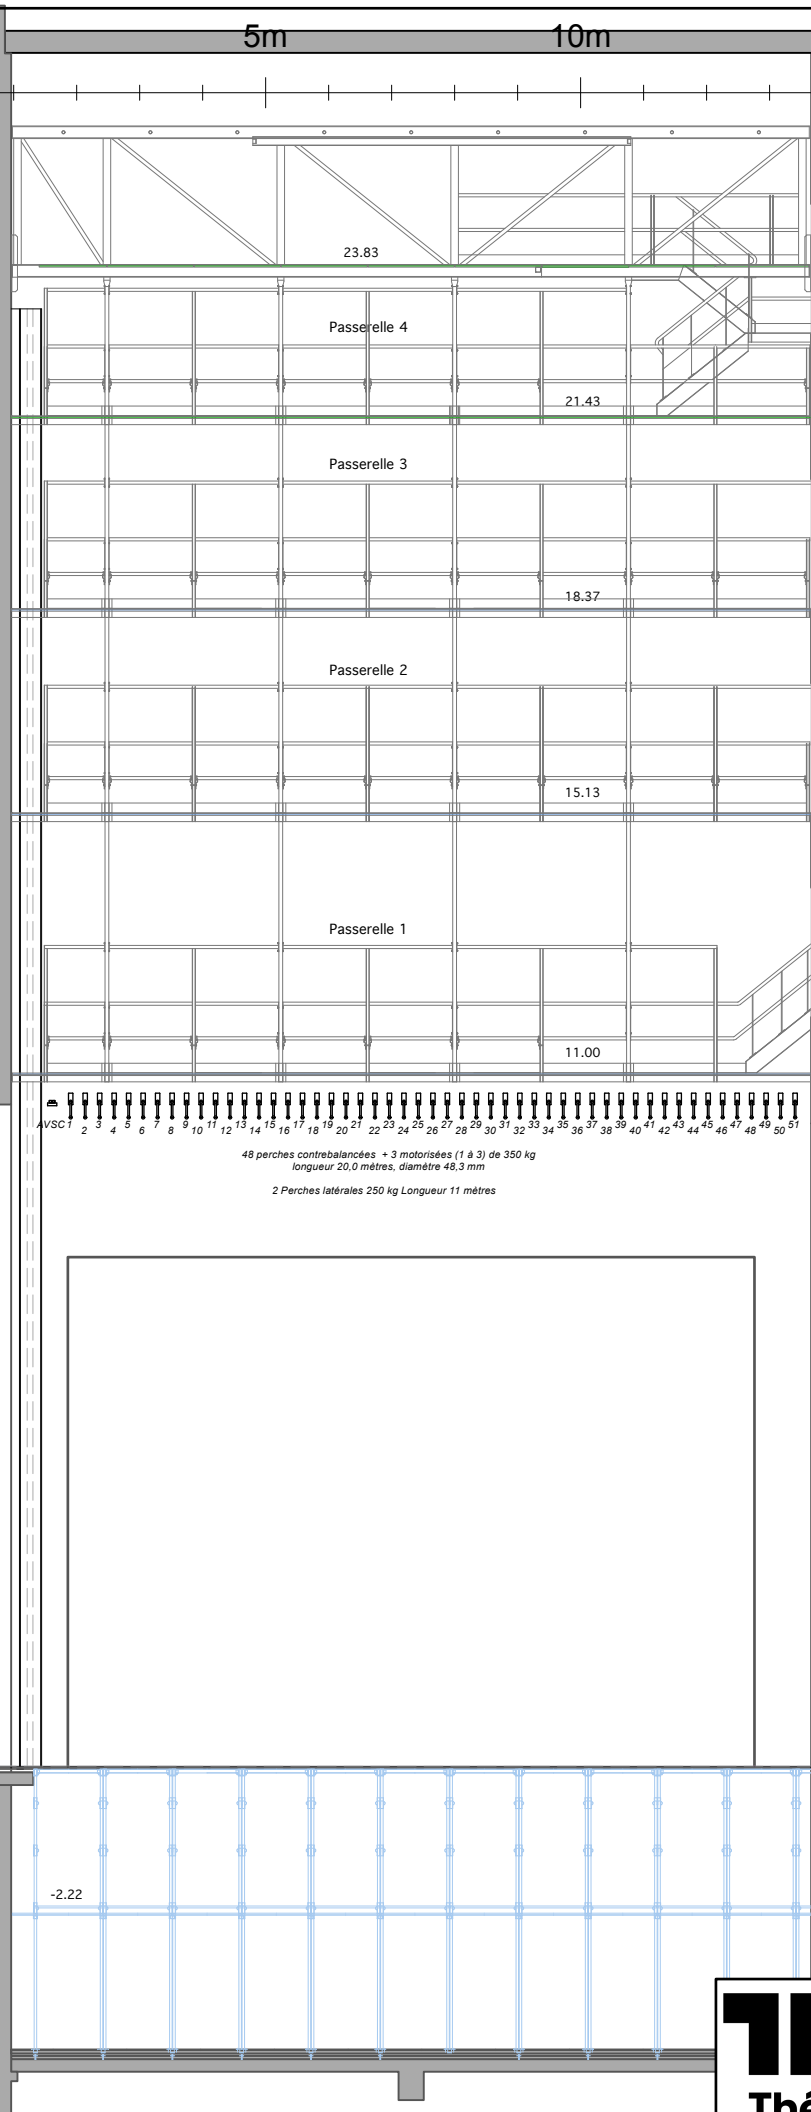 5m 10m
23.83
Passerelle 4
21.43
Passerelle 3
18.37
Passerelle 2
15.13
Passerelle 1
11.00
AVSC 1 2 3 4 5 6 7 8 9 10 11 12 13 14 15 16 17 18 19 20 21 22 23 24 25 26 27 28 29 30 31 32 33 34 35 36 37 38 39 40 41 42 43 44 45 46 47 48 49 50 51
48 perches contrebalancées + 3 motorisées (1 à 3) de 350 kg
longueur 20,0 mètres, diamètre 48,3 mm
2 Perches latérales 250 kg Longueur 11 mètres
-2.22